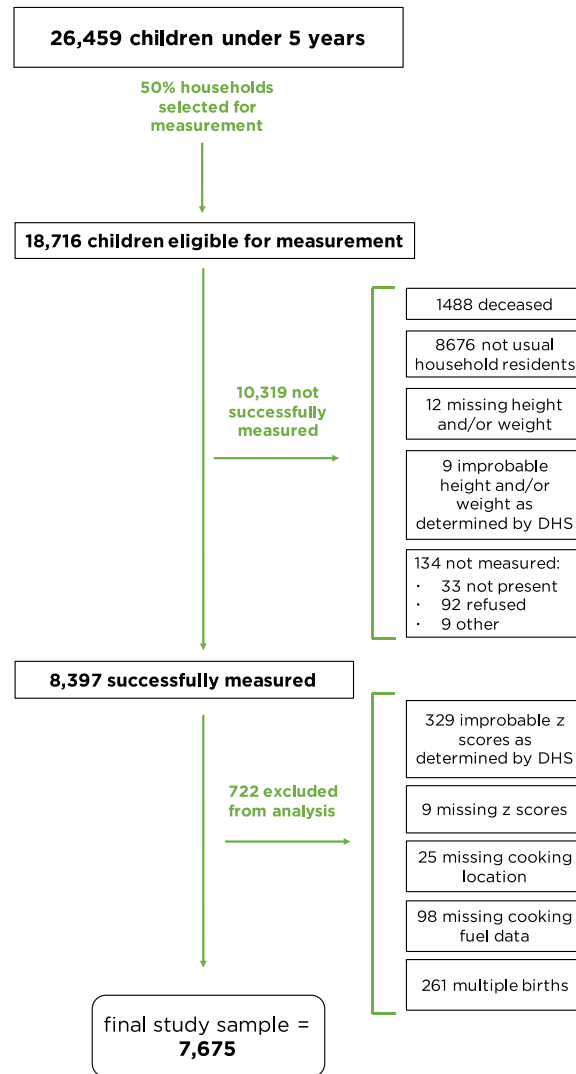 26,459 children under 5 years
50% households
selected for
measurement
18,716 children eligible for measurement
10,319 not
successfully
measured
1488 deceased
8676 not usual
household residents
12 missing height
and/or weight
9 improbable
height and/or
weight as
determined by DHS
134 not measured:
· 33 not present
· 92 refused
· 9 other
8,397 successfully measured
722 excluded
from analysis
329 improbable z
scores as
determined by DHS
9 missing z scores
25 missing cooking
location
98 missing cooking
fuel data
261 multiple births
final study sample =
7,675